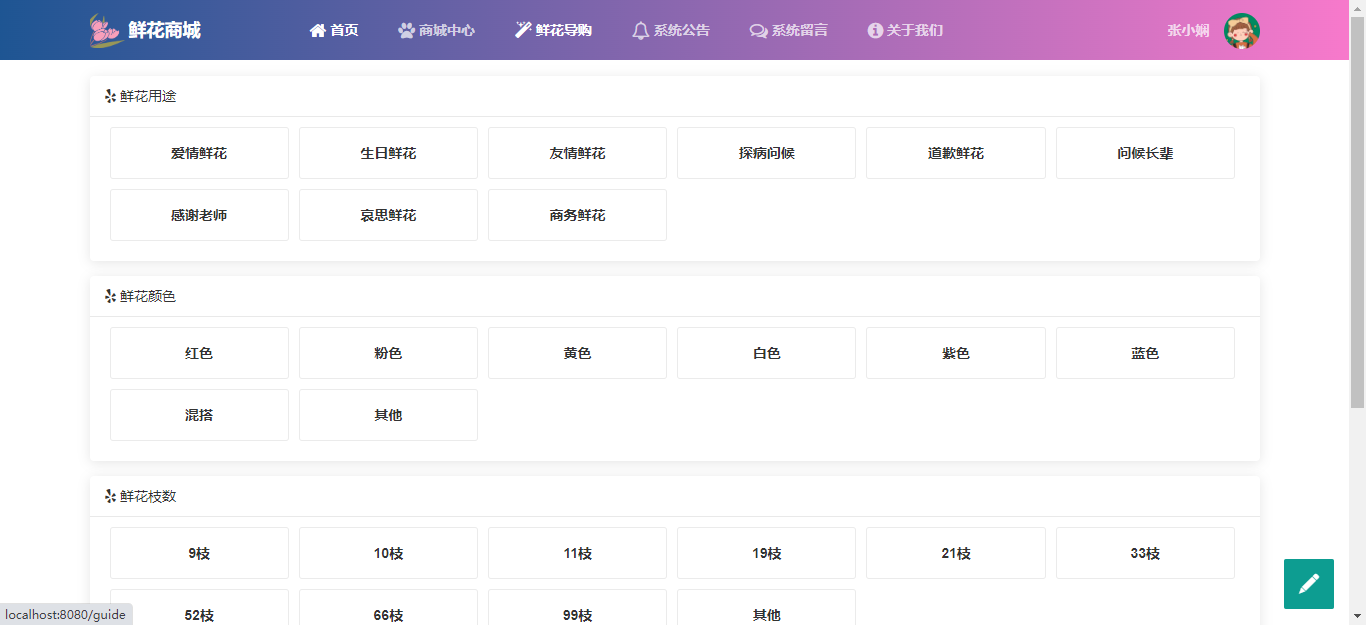 鲜花商城 首页 商城中心 鲜花导购 系统公告 系统留言 关于我们 张小娴
鲜花用途
爱情鲜花 生日鲜花 友情鲜花 探病问候 道歉鲜花 问候长辈
感谢老师 哀思鲜花 商务鲜花
鲜花颜色
红色 粉色 黄色 白色 紫色 蓝色
混搭 其他
鲜花枝数
9枝 10枝 11枝 19枝 21枝 33枝
52枝 66枝 99枝 其他
localhost:8080/guide